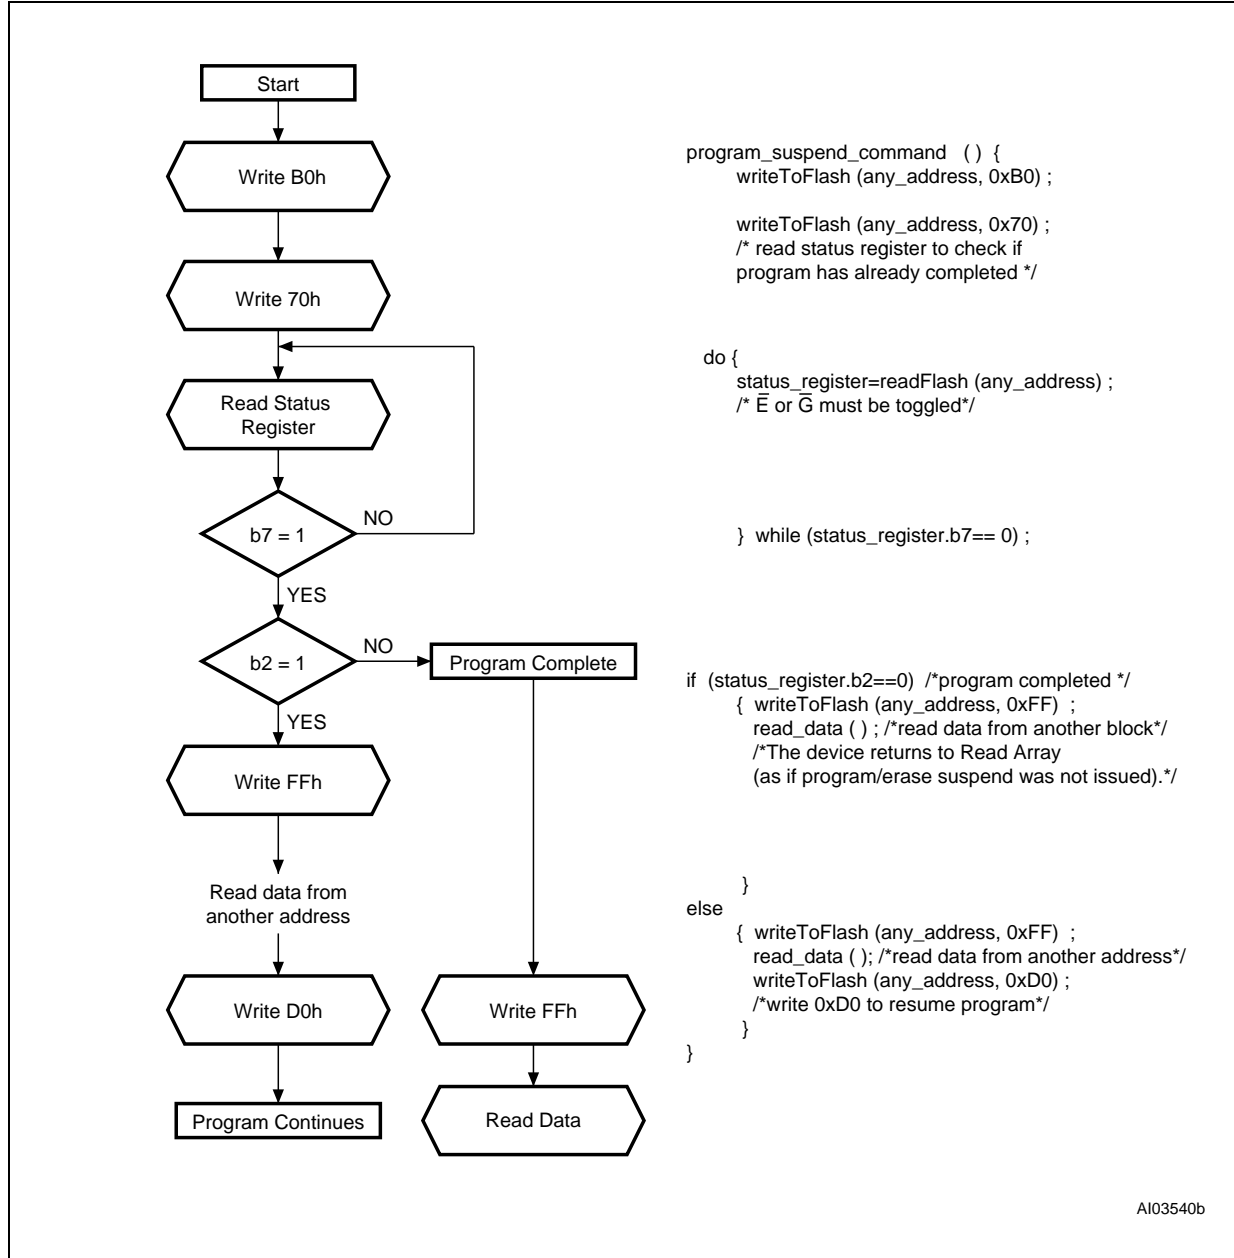 Start
Write B0h
Write 70h
Read Status
Register
b7 = 1
NO
YES
b2 = 1
NO
Program Complete
YES
Write FFh
Read data from
another address
Write D0h
Write FFh
Program Continues
Read Data
program_suspend_command ( ) {
writeToFlash (any_address, 0xB0) ;
writeToFlash (any_address, 0x70) ;
/* read status register to check if
program has already completed */
do {
status_register=readFlash (any_address) ;
/* E̅ or G̅ must be toggled*/
} while (status_register.b7== 0) ;
if (status_register.b2==0) /*program completed */
{ writeToFlash (any_address, 0xFF) ;
read_data ( ) ; /*read data from another block*/
/*The device returns to Read Array
(as if program/erase suspend was not issued).*/
}
else
{ writeToFlash (any_address, 0xFF) ;
read_data ( ); /*read data from another address*/
writeToFlash (any_address, 0xD0) ;
/*write 0xD0 to resume program*/
}
}
AI03540b